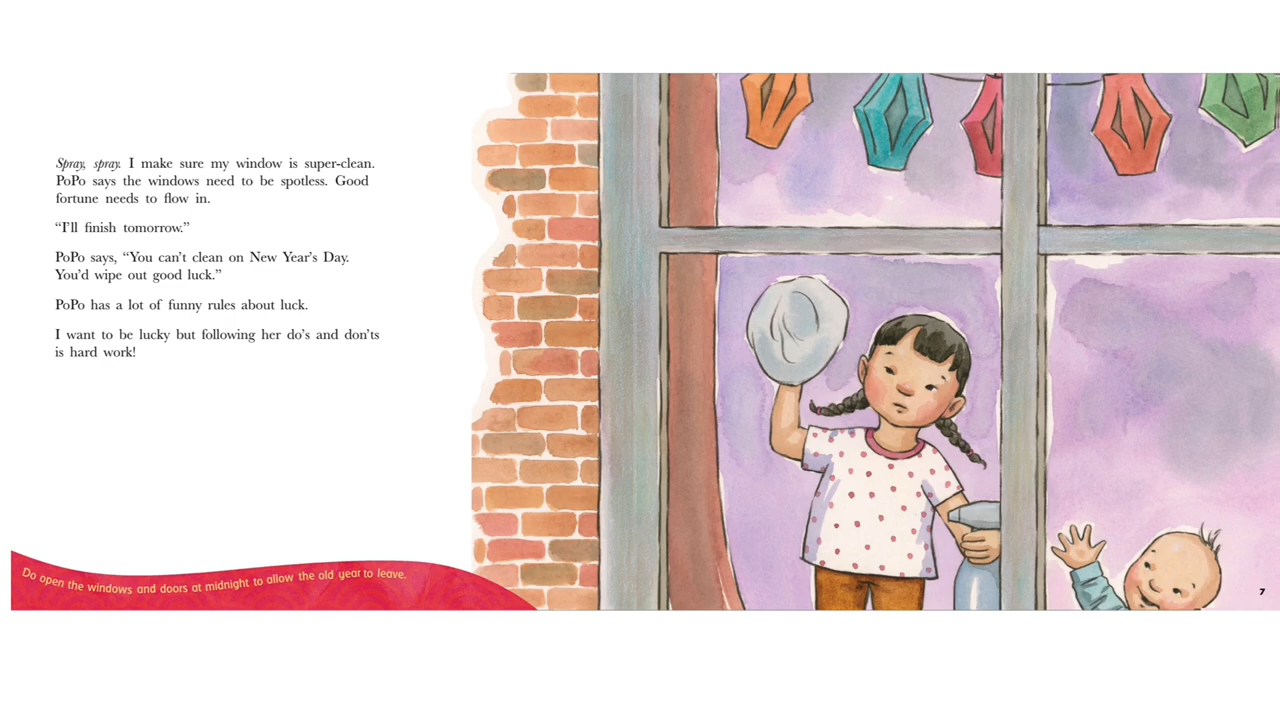 Spray, spray. I make sure my window is super-clean.
PoPo says the windows need to be spotless. Good
fortune needs to flow in.
“I’ll finish tomorrow.”
PoPo says, “You can’t clean on New Year’s Day.
You’d wipe out good luck.”
PoPo has a lot of funny rules about luck.
I want to be lucky but following her do’s and don’ts
is hard work!
Do open the windows and doors at midnight to allow the old year to leave.
7